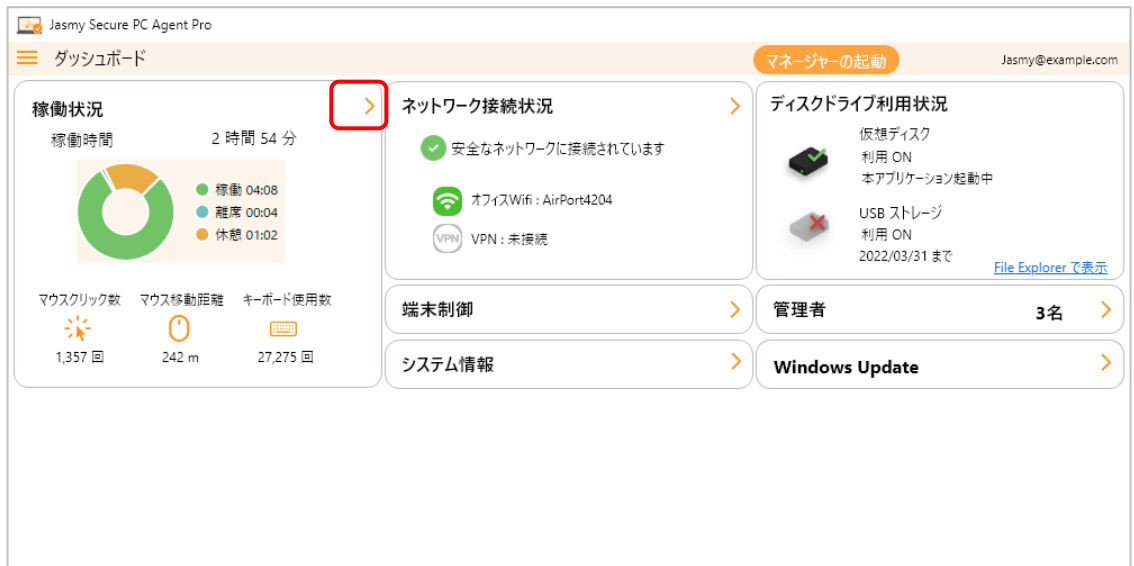 Jasmy Secure PC Agent Pro
ダッシュボード
マネージャーの起動
Jasmy@example.com
稼働状況
稼働時間 2 時間 54 分
稼働 04:08
離席 00:04
休憩 01:02
マウスクリック数 マウス移動距離 キーボード使用数
1,357 回 242 m 27,275 回
ネットワーク接続状況
安全なネットワークに接続されています
オフィスWifi : AirPort4204
VPN VPN : 未接続
ディスクドライブ利用状況
仮想ディスク
利用 ON
本アプリケーション起動中
USB ストレージ
利用 ON
2022/03/31 まで
File Explorer で表示
端末制御
管理者 3名
システム情報
Windows Update